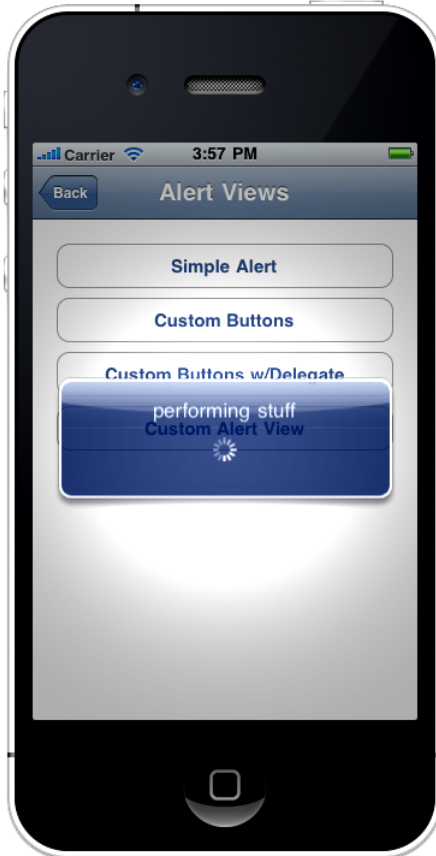 Carrier 3:57 PM
Back Alert Views
Simple Alert
Custom Buttons
Custom Buttons w/Delegate
performing stuff
Custom Alert View